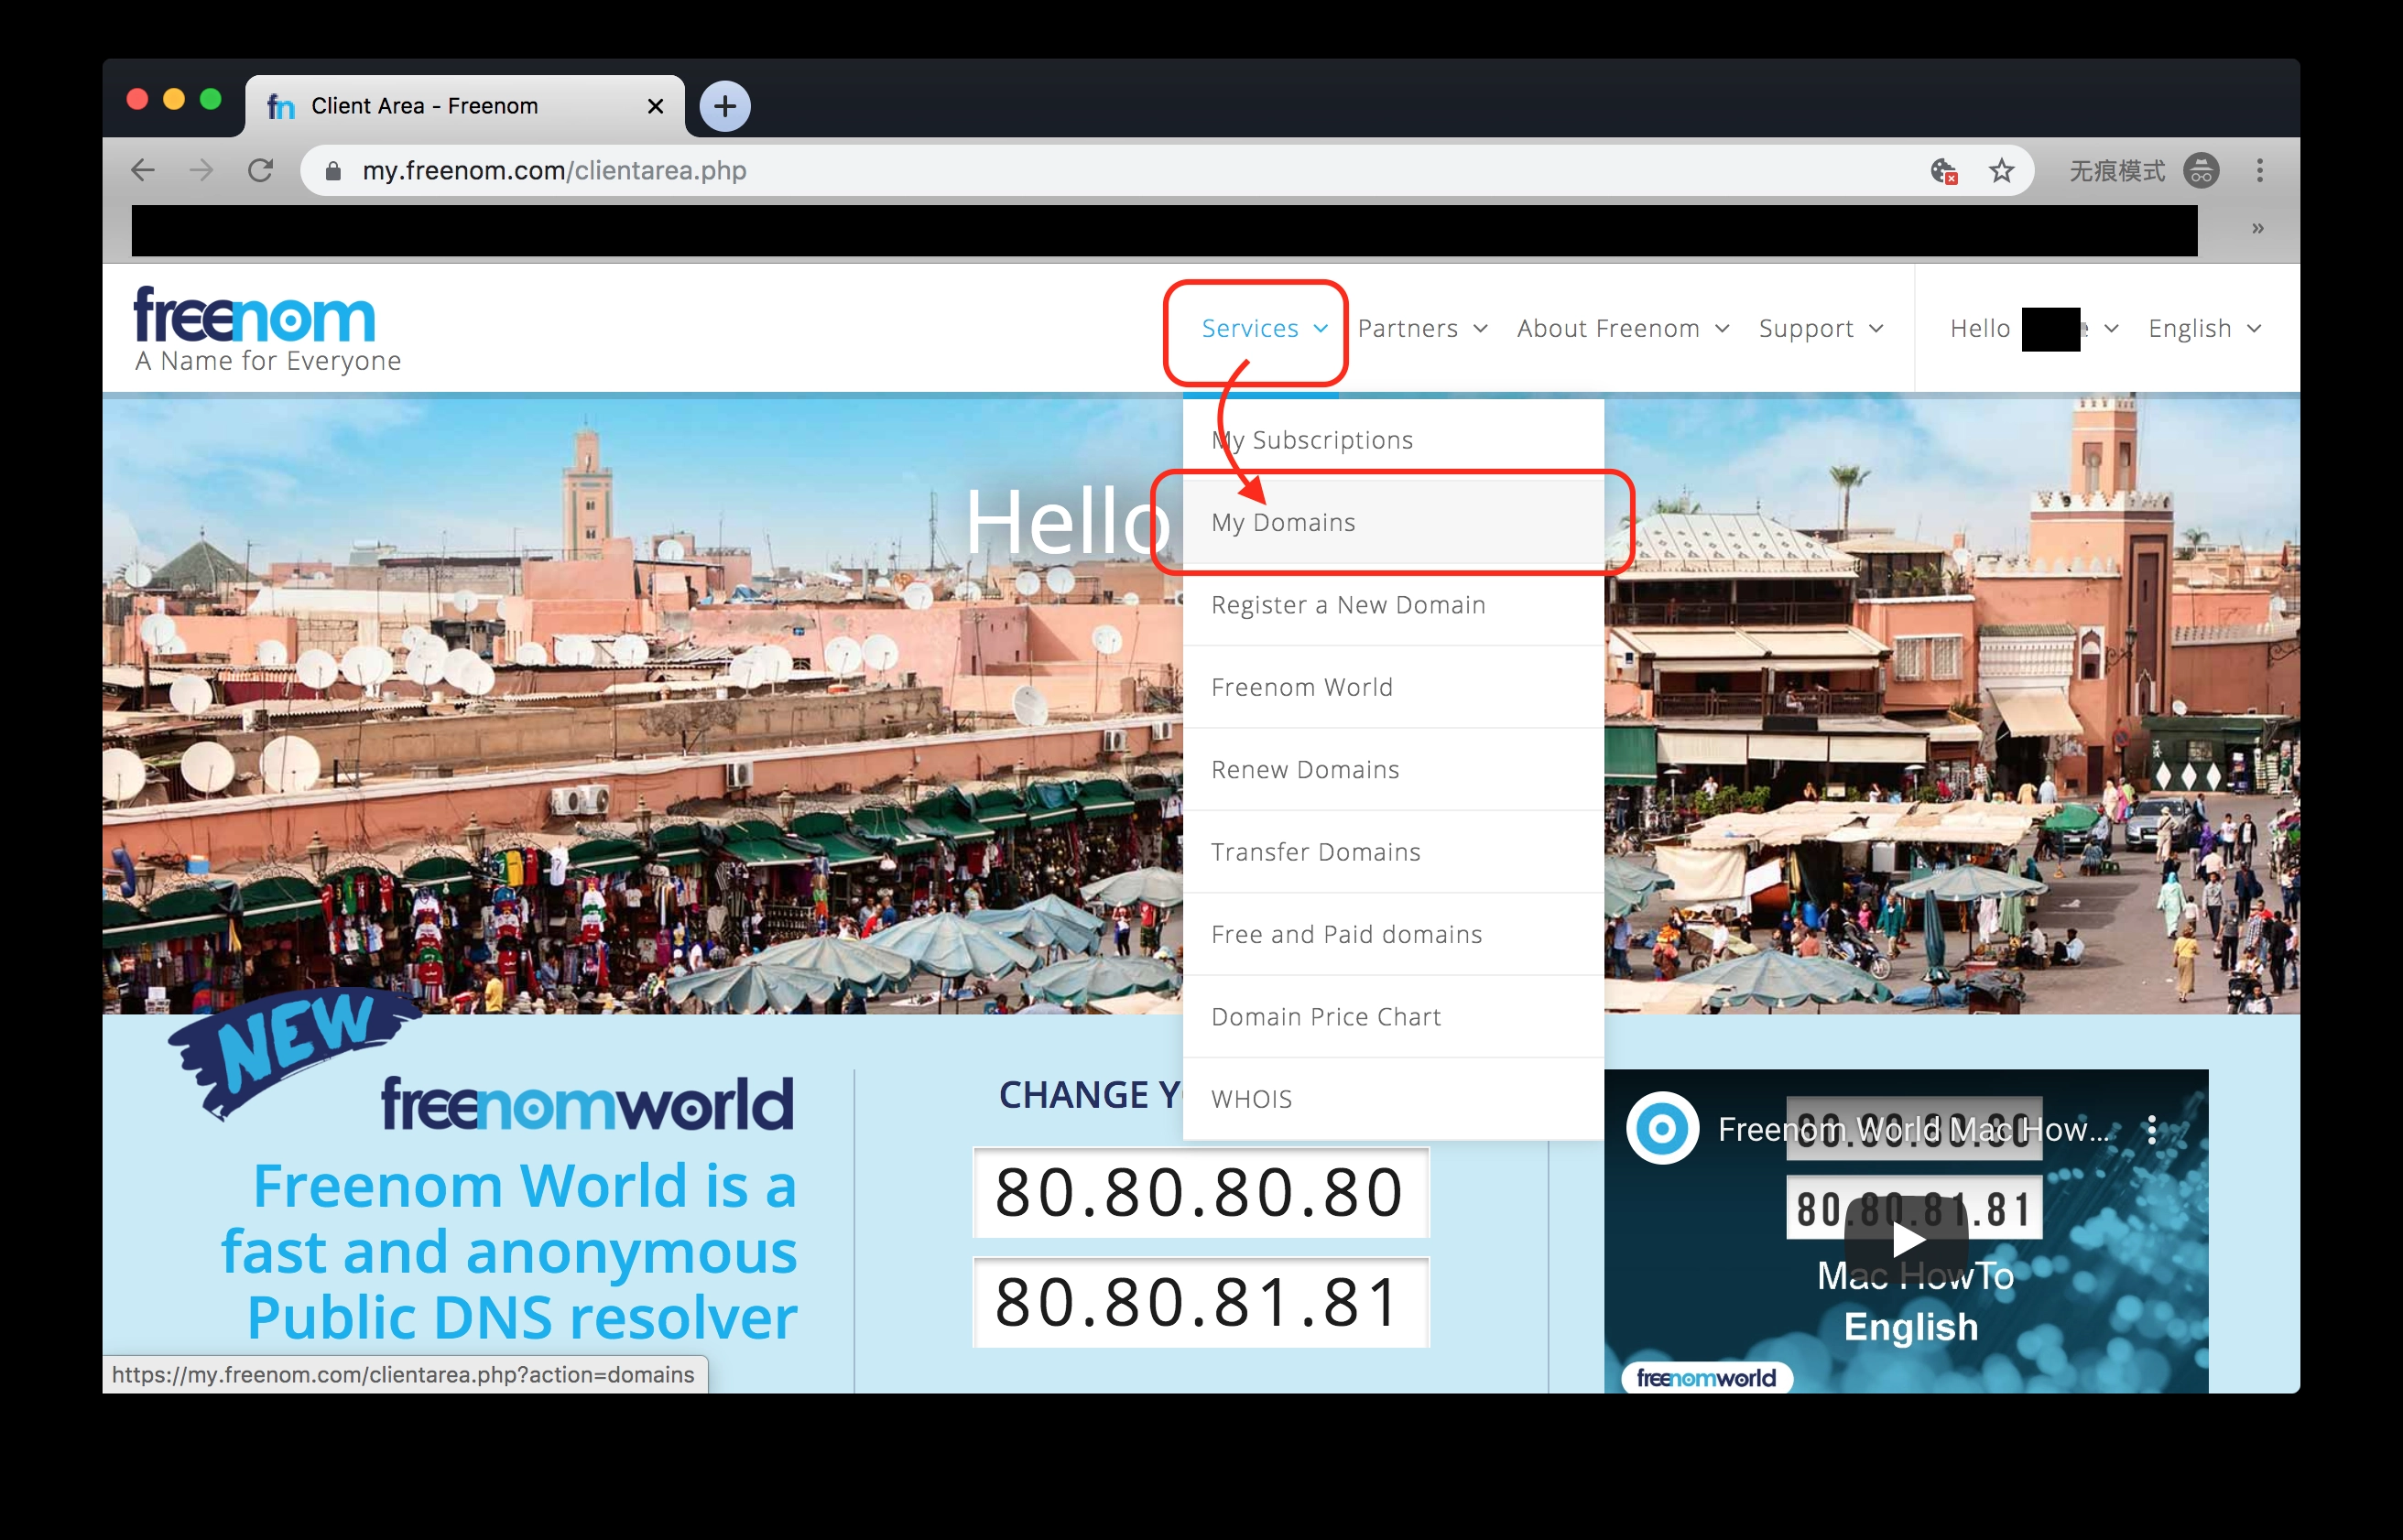 fn Client Area - Freenom
my.freenom.com/clientarea.php
无痕模式
»
freenom
A Name for Everyone
Services
Partners
About Freenom
Support
Hello
English
Hello
My Subscriptions
My Domains
Register a New Domain
Freenom World
Renew Domains
Transfer Domains
Free and Paid domains
Domain Price Chart
WHOIS
NEW
freenomworld
Freenom World is a
fast and anonymous
Public DNS resolver
CHANGE
80.80.80.80
80.80.81.81
Freenom World Mac How...
80.80.80.80
80.80.81.81
Mac HowTo
English
freenomworld
https://my.freenom.com/clientarea.php?action=domains